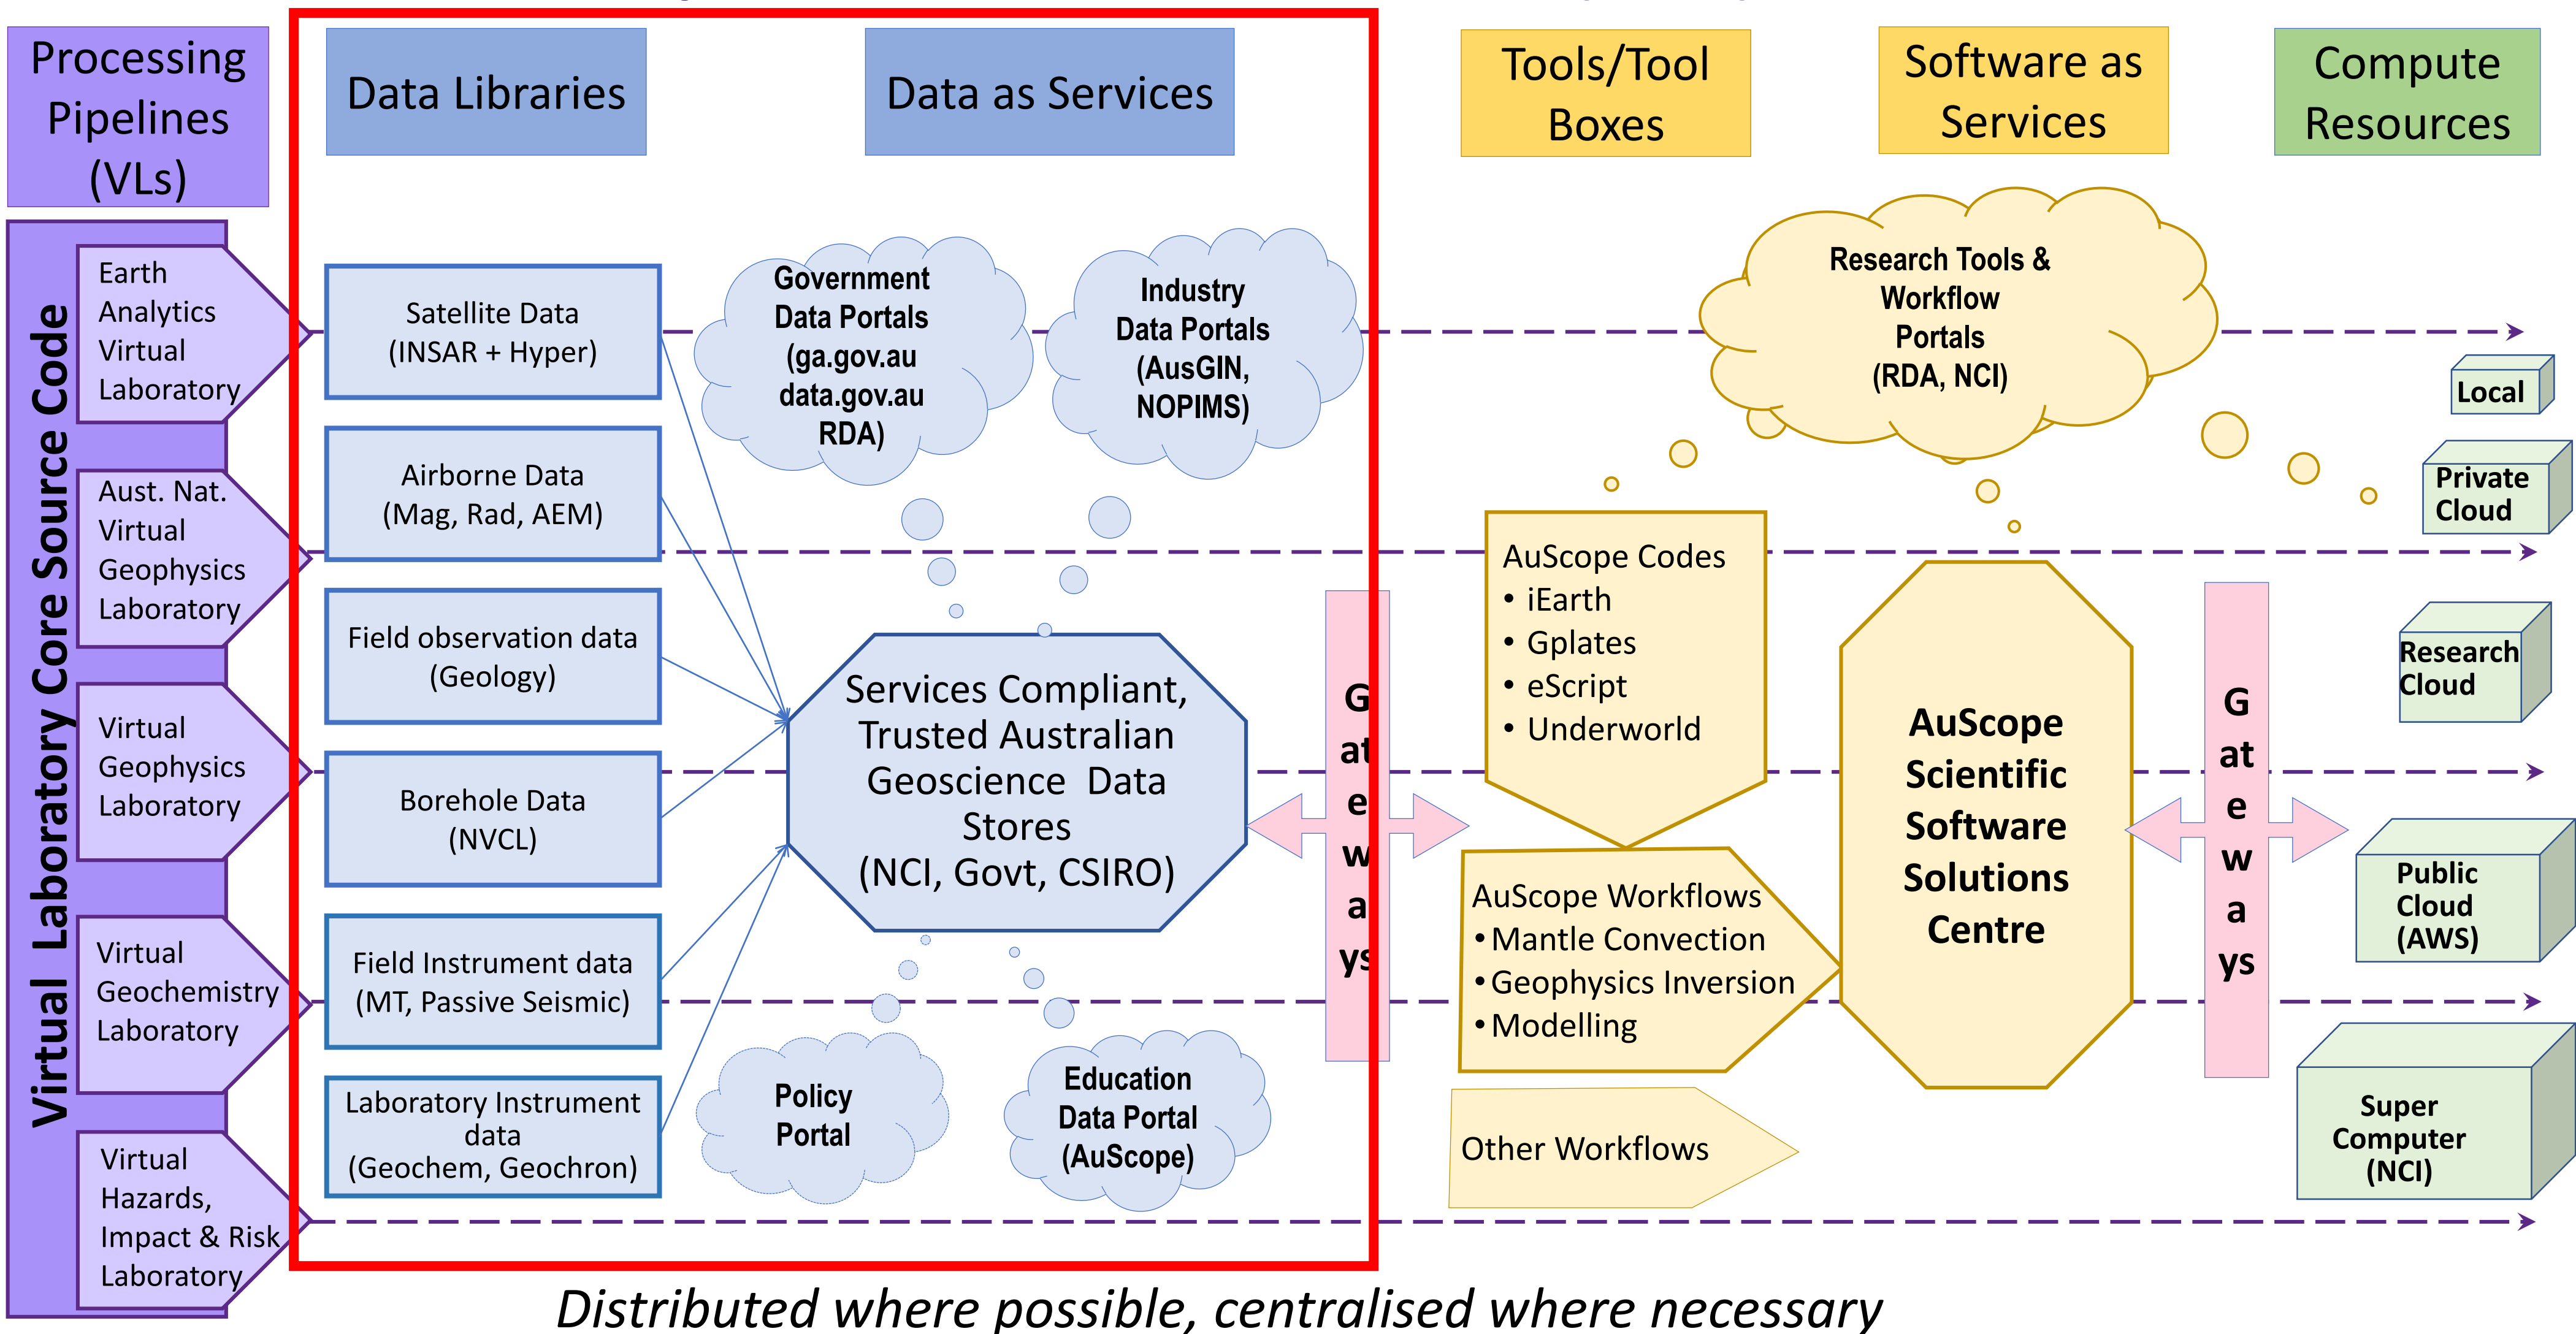 Processing
Pipelines
(VLs)
Data Libraries
Data as Services
Tools/Tool
Boxes
Software as
Services
Compute
Resources
Virtual Laboratory Core Source Code
Earth
Analytics
Virtual
Laboratory
Aust. Nat.
Virtual
Geophysics
Laboratory
Virtual
Geophysics
Laboratory
Virtual
Geochemistry
Laboratory
Virtual
Hazards,
Impact & Risk
Laboratory
Satellite Data
(INSAR + Hyper)
Airborne Data
(Mag, Rad, AEM)
Field observation data
(Geology)
Borehole Data
(NVCL)
Field Instrument data
(MT, Passive Seismic)
Laboratory Instrument
data
(Geochem, Geochron)
Government
Data Portals
(ga.gov.au
data.gov.au
RDA)
Industry
Data Portals
(AusGIN,
NOPIMS)
Services Compliant,
Trusted Australian
Geoscience Data
Stores
(NCI, Govt, CSIRO)
Policy
Portal
Education
Data Portal
(AuScope)
G
at
e
w
a
ys
Research Tools &
Workflow
Portals
(RDA, NCI)
AuScope Codes
• iEarth
• Gplates
• eScript
• Underworld
AuScope Workflows
• Mantle Convection
• Geophysics Inversion
• Modelling
Other Workflows
AuScope
Scientific
Software
Solutions
Centre
G
at
e
w
a
ys
Local
Private
Cloud
Research
Cloud
Public
Cloud
(AWS)
Super
Computer
(NCI)
Distributed where possible, centralised where necessary